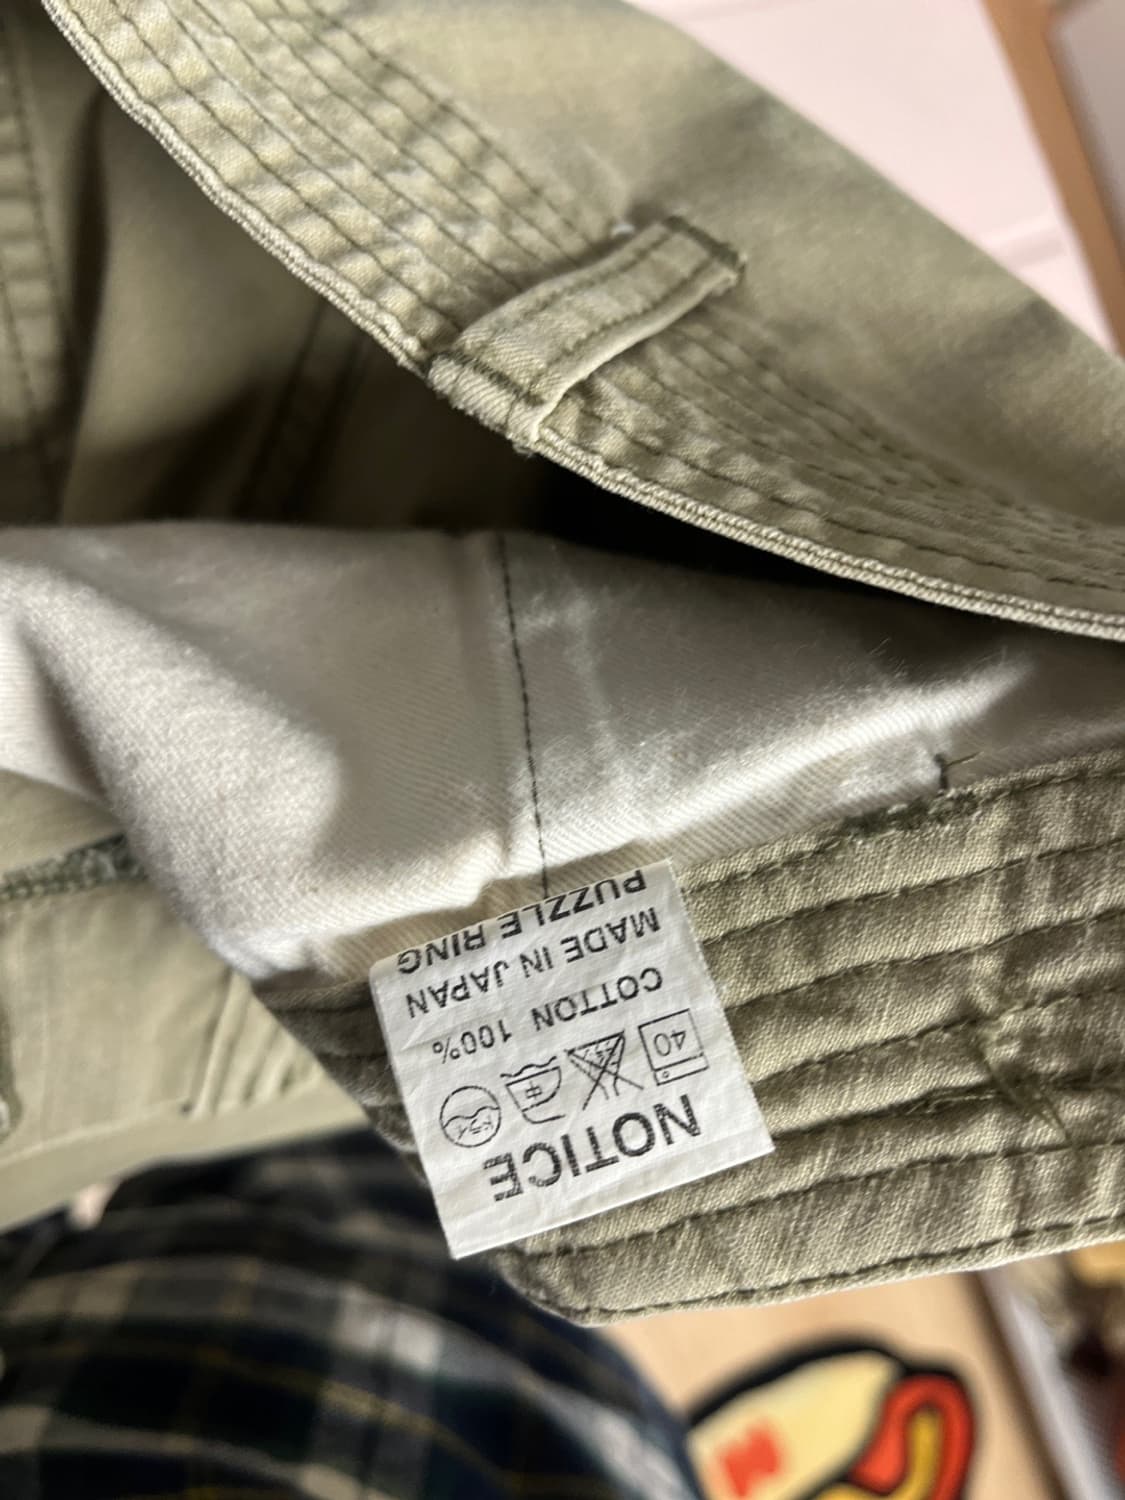 NOTICE
40
COTTON 100%
MADE IN JAPAN
PUZZLE RING